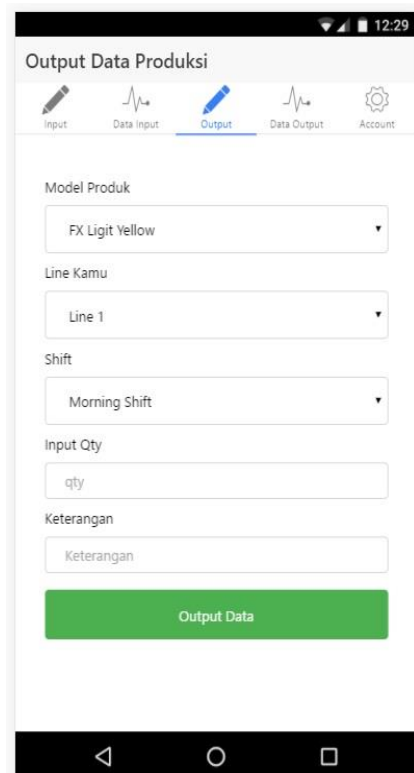 12:29
Output Data Produksi
Input Data Input Output Data Output Account
Model Produk
FX Ligit Yellow
Line Kamu
Line 1
Shift
Morning Shift
Input Qty
qty
Keterangan
Keterangan
Output Data